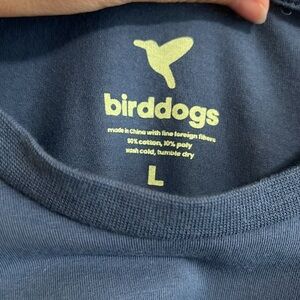 birddogs
made in China with fine foreign fibers
90% cotton, 10% poly
wash cold, tumble dry
L